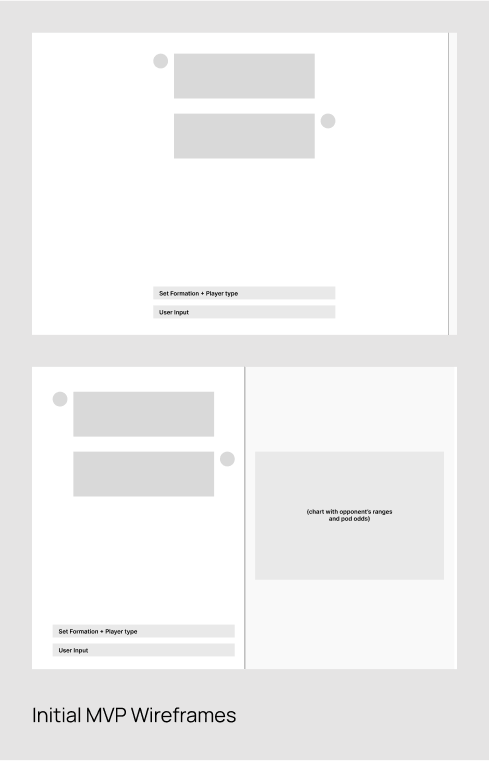 Set Formation + Player type
User Input
(chart with opponent's ranges
and pod odds)
Set Formation + Player type
User Input
Initial MVP Wireframes